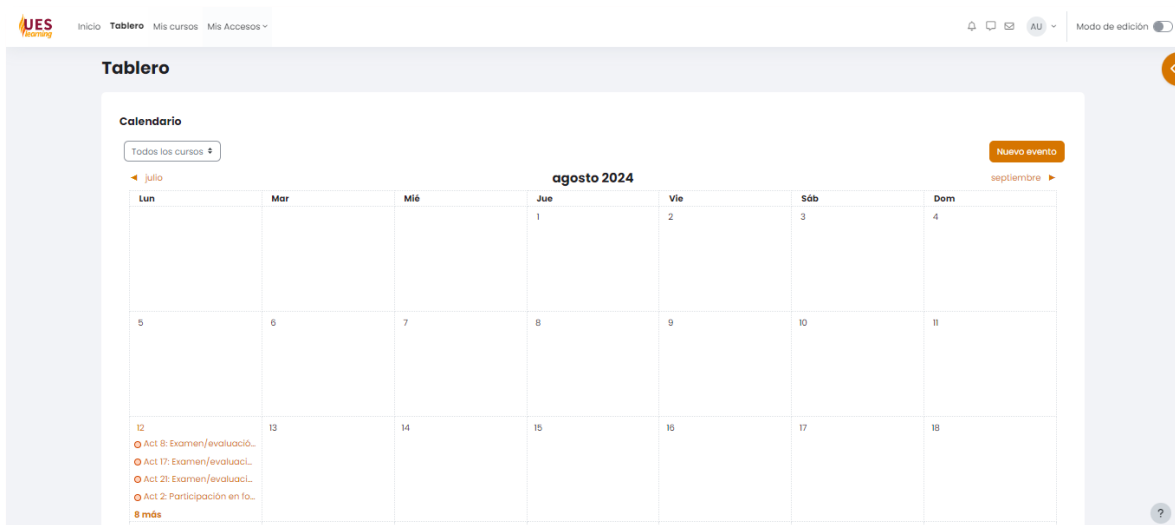 UES
learning
Inicio Tablero Mis cursos Mis Accesos
AU
Modo de edición
Tablero
Calendario
Todos los cursos
Nuevo evento
julio
agosto 2024
septiembre
Lun Mar Mié Jue Vie Sáb Dom
1 2 3 4
5 6 7 8 9 10 11
12 13 14 15 16 17 18
Act 8: Examen/evaluació...
Act 17: Examen/evaluaci...
Act 21: Examen/evaluaci...
Act 2: Participación en fo...
8 más
?